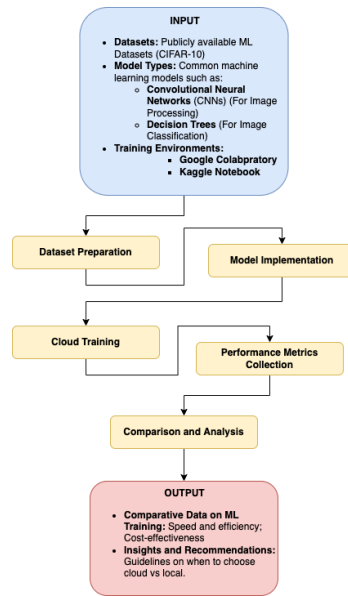 INPUT
• Datasets: Publicly available ML
Datasets (CIFAR-10)
• Model Types: Common machine
learning models such as:
○ Convolutional Neural
Networks (CNNs) (For Image
Processing)
○ Decision Trees (For Image
Classification)
• Training Environments:
▪ Google Colabpratory
▪ Kaggle Notebook
Dataset Preparation
Model Implementation
Cloud Training
Performance Metrics
Collection
Comparison and Analysis
OUTPUT
• Comparative Data on ML
Training: Speed and efficiency;
Cost-effectiveness
• Insights and Recommendations:
Guidelines on when to choose
cloud vs local.